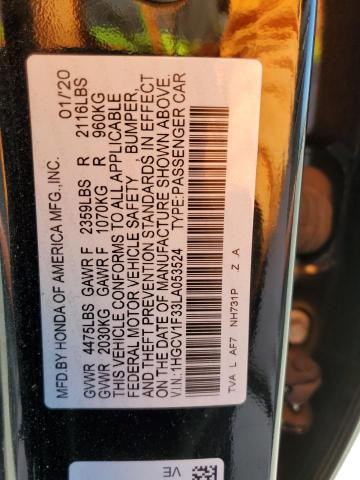 MFD.BY HONDA OF AMERICA MFG.,INC. 01/'20
GVWR 4475LBS GAWR F 2359LBS R 2116LBS
GVWR 2030KG GAWR F 1070KG R 960KG
THIS VEHICLE CONFORMS TO ALL APPLICABLE
FEDERAL MOTOR VEHICLE SAFETY , BUMPER,
AND THEFT PREVENTION STANDARDS IN EFFECT
ON THE DATE OF MANUFACTURE SHOWN ABOVE.
V.I.N.:1HGCV1F33LA053524 TYPE:PASSENGER CAR
TVA L AF7 NH731P Z A
VE